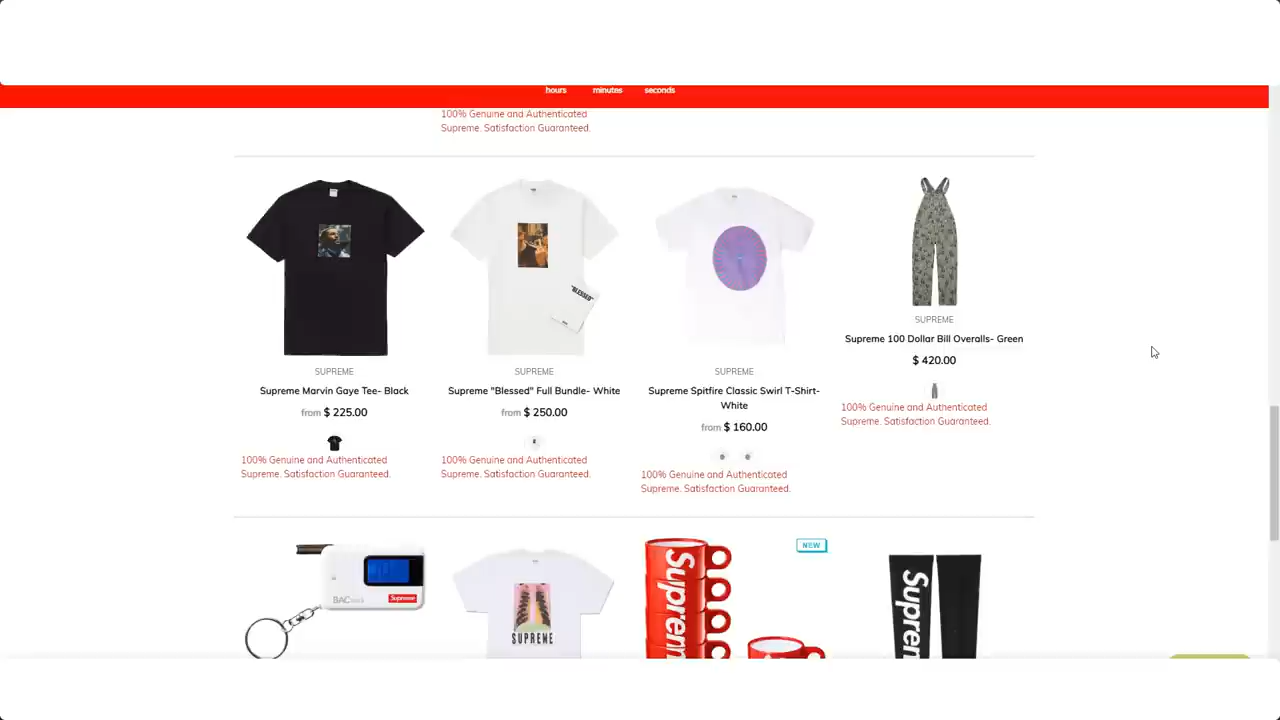 hours minutes seconds
100% Genuine and Authenticated
Supreme. Satisfaction Guaranteed.
"BLESSED"
SUPREME
Supreme Marvin Gaye Tee- Black
from $ 225.00
100% Genuine and Authenticated
Supreme. Satisfaction Guaranteed.
SUPREME
Supreme "Blessed" Full Bundle- White
from $ 250.00
100% Genuine and Authenticated
Supreme. Satisfaction Guaranteed.
SUPREME
Supreme Spitfire Classic Swirl T-Shirt-
White
from $ 160.00
100% Genuine and Authenticated
Supreme. Satisfaction Guaranteed.
SUPREME
Supreme 100 Dollar Bill Overalls- Green
$ 420.00
100% Genuine and Authenticated
Supreme. Satisfaction Guaranteed.
BACtrack
Supreme
SUPREME
NEW
Supreme
Supreme